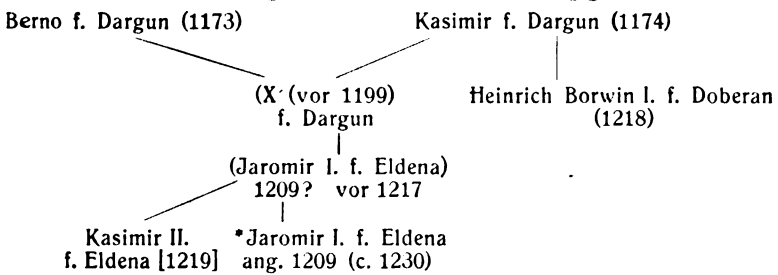 Berno f. Dargun (1173) Kasimir f. Dargun (1174)
(X (vor 1199) Heinrich Borwin I. f. Doberan
f. Dargun (1218)
(Jaromir I. f. Eldena)
1209? vor 1217
Kasimir II. *Jaromir I. f. Eldena
f. Eldena [1219] ang. 1209 (c. 1230)